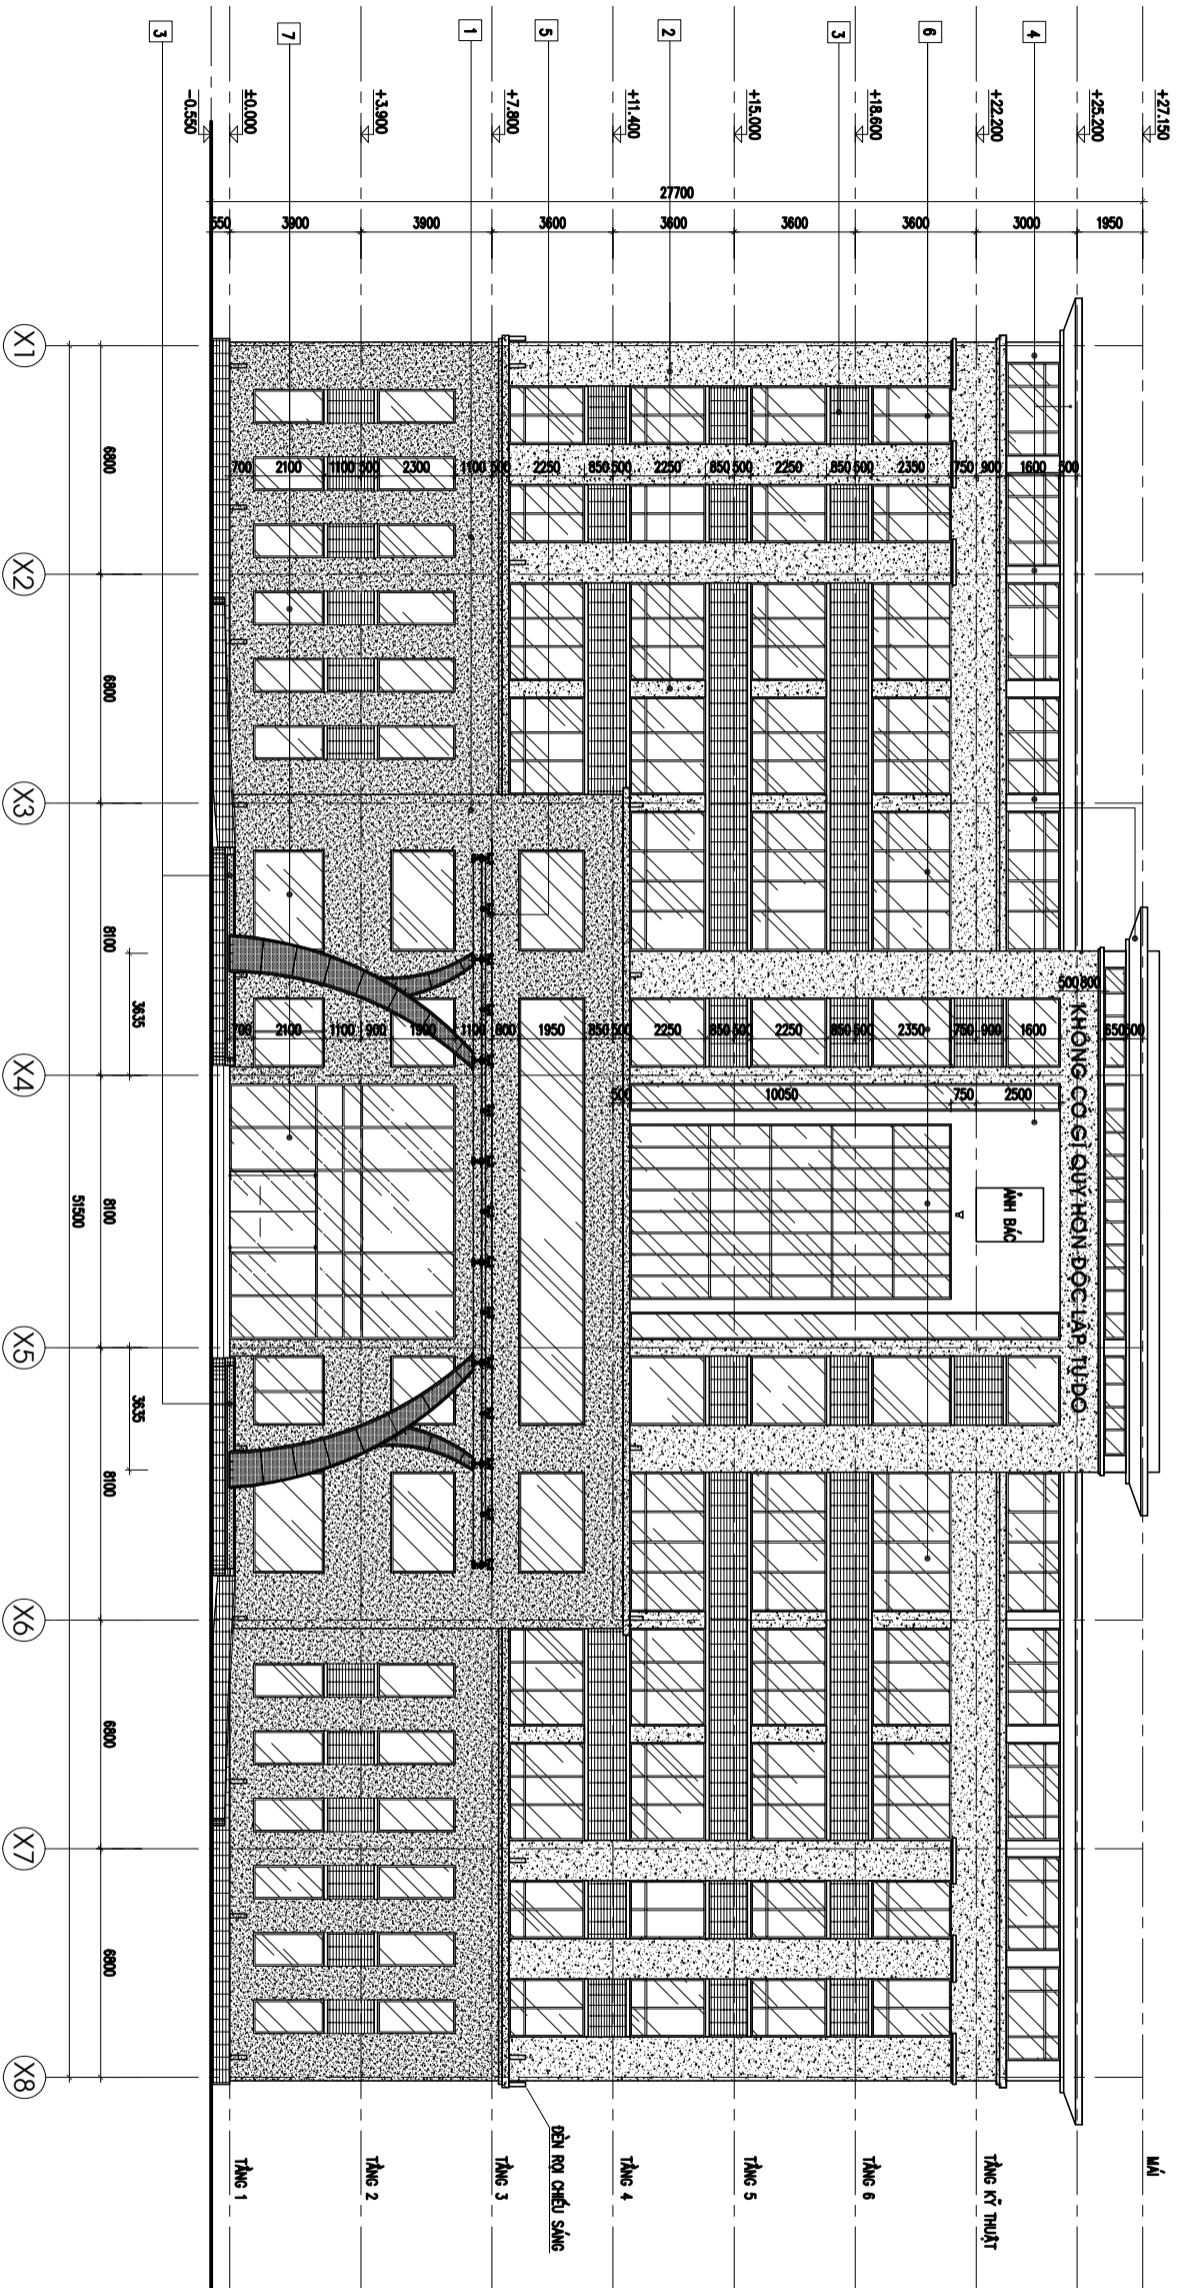 MÁI
TẦNG KỸ THUẬT
TẦNG 6
TẦNG 5
TẦNG 4
TẦNG 3
TẦNG 2
TẦNG 1
ĐÈN RỌI CHIẾU SÁNG
+27.150
+25.200
+22.200
+18.600
+15.000
+11.400
+7.800
+3.900
±0.000
-0.550
4
6
3
2
5
1
7
3
27700
550 3900 3900 3600 3600 3600 3600 3000 1950
700 2100 1100 500 2300 1100 500 2250 850 500 2250 850 500 2250 850 500 2350 750 900 1600 500
700 2100 1100 900 1900 1100 800 1950 850 500 2250 850 500 2250 850 500 2350 750 900 1600 500 800 650 500
500 10050 750 2500
KHÔNG CÓ GÌ QUÝ HƠN ĐỘC LẬP TỰ DO
ẢNH BÁC
3635 3635
6800 6800 8100 8100 8100 6800 6800
51500
X1 X2 X3 X4 X5 X6 X7 X8